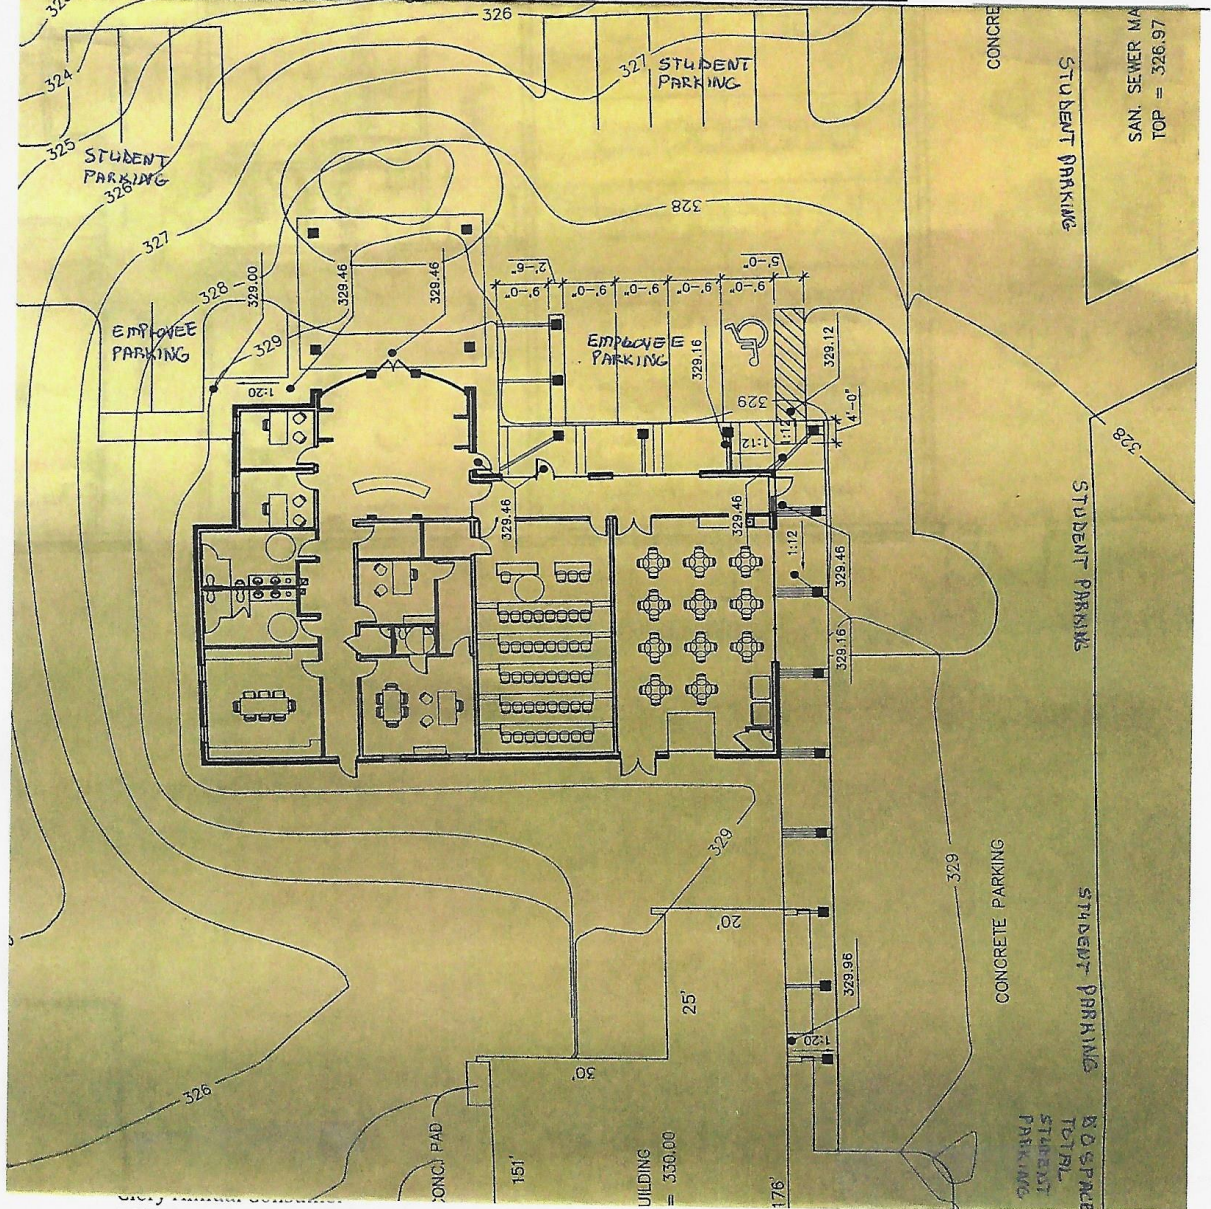 326
324
325
326
327
328
329
327
328
STUDENT
PARKING
STUDENT
PARKING
EMPLOYEE
PARKING
EMPLOYEE
PARKING
329.00
329.46
329.46
2'-6"
9'-0"
9'-0"
9'-0"
9'-0"
9'-0"
5'-0"
329.16
329.12
329
4'-0"
1:20
1:12
1:12
329.46
329.46
1:12
329.46
329.16
CONCRE
STUDENT PARKING
SAN. SEWER MA
TOP = 326.97
328
STUDENT PARKING
329
329
CONCRETE PARKING
STUDENT PARKING
20'
25'
30'
329.96
1:20
326
CONC. PAD
151'
UILDING
= 330.00
176'
80 SPACE
TOTAL
STUDENT
PARKING